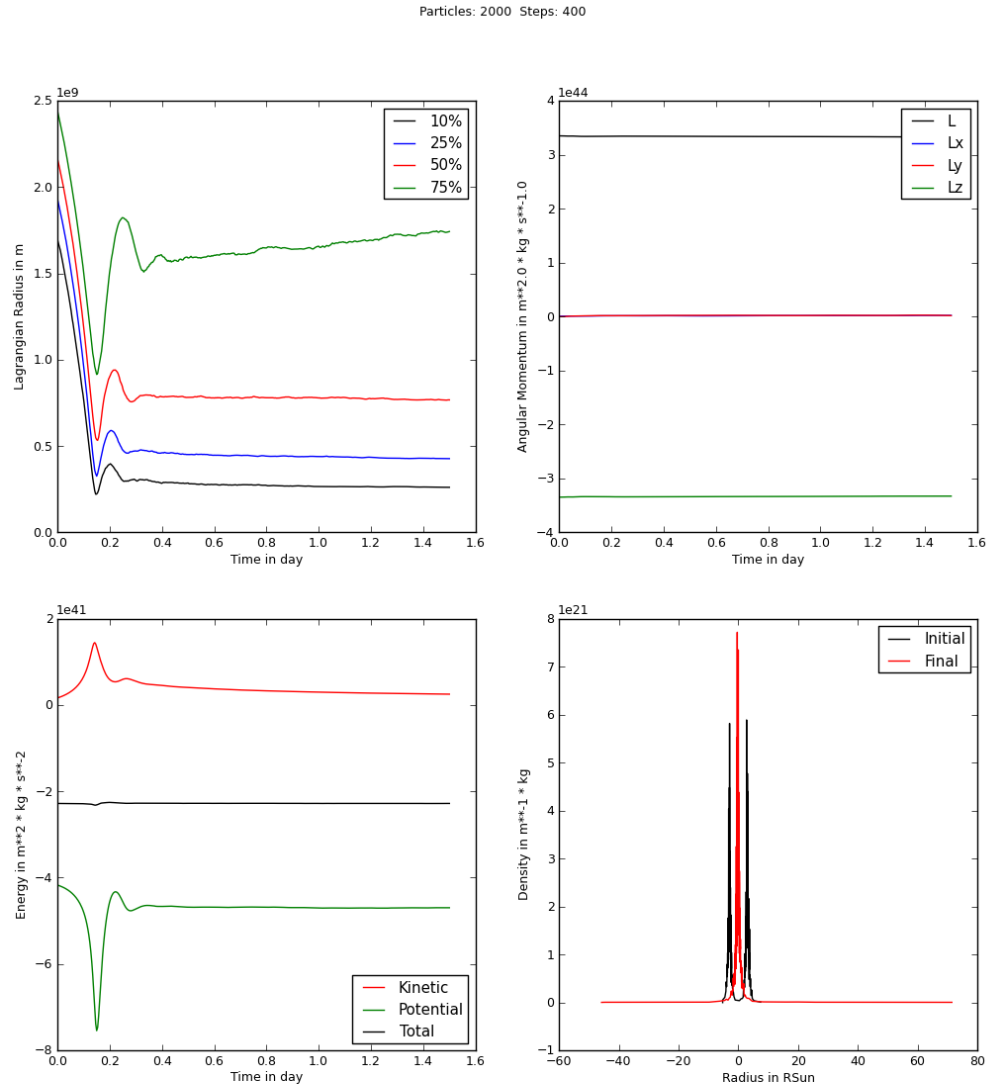 Particles: 2000  Steps: 400
1e9
2.5
2.0
1.5
1.0
0.5
0.0
Lagrangian Radius in m
10%
25%
50%
75%
0.0 0.2 0.4 0.6 0.8 1.0 1.2 1.4 1.6
Time in day
1e44
4
3
2
1
0
−1
−2
−3
−4
Angular Momentum in m**2.0 * kg * s**-1.0
L
Lx
Ly
Lz
0.0 0.2 0.4 0.6 0.8 1.0 1.2 1.4 1.6
Time in day
1e41
2
0
−2
−4
−6
−8
Energy in m**2 * kg * s**-2
Kinetic
Potential
Total
0.0 0.2 0.4 0.6 0.8 1.0 1.2 1.4 1.6
Time in day
1e21
8
7
6
5
4
3
2
1
0
−1
Density in m**-1 * kg
Initial
Final
−60 −40 −20 0 20 40 60 80
Radius in RSun